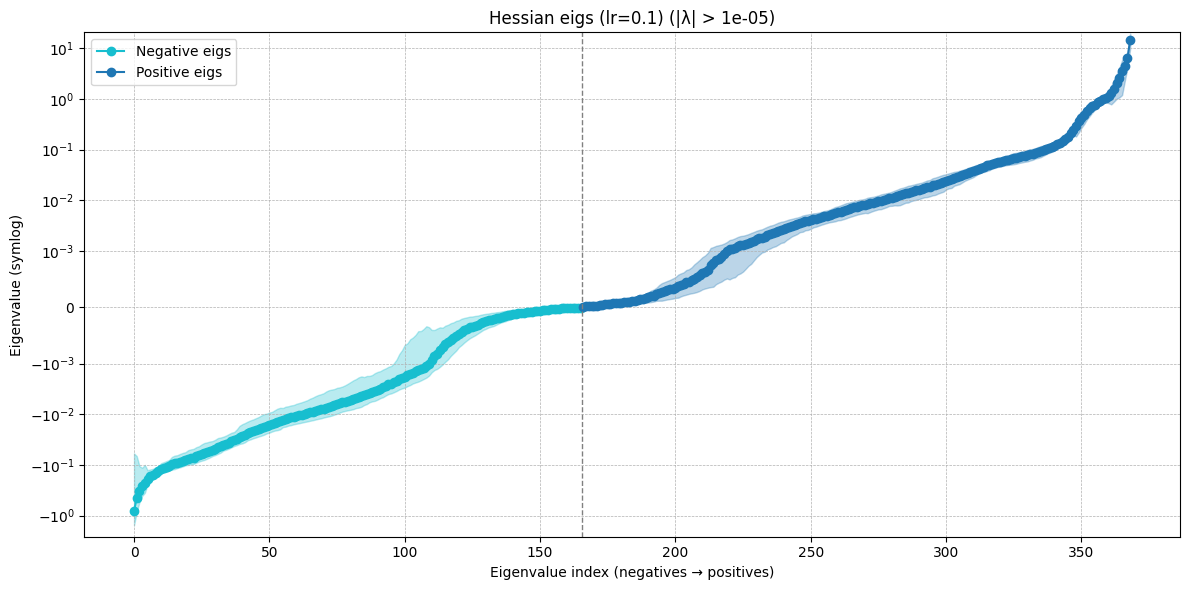 Hessian eigs (lr=0.1) (|λ| > 1e-05)
Negative eigs
Positive eigs
Eigenvalue (symlog)
10¹
10⁰
10⁻¹
10⁻²
10⁻³
0
−10⁻³
−10⁻²
−10⁻¹
−10⁰
0 50 100 150 200 250 300 350
Eigenvalue index (negatives → positives)